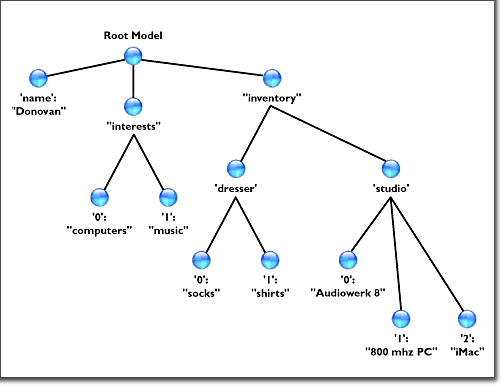 Root Model
'name':
"Donovan"
"interests"
"inventory"
'0':
"computers"
'1':
"music"
'dresser'
'studio'
'0':
"socks"
'1':
"shirts"
'0':
"Audiowerk 8"
'1':
"800 mhz PC"
'2':
"iMac"